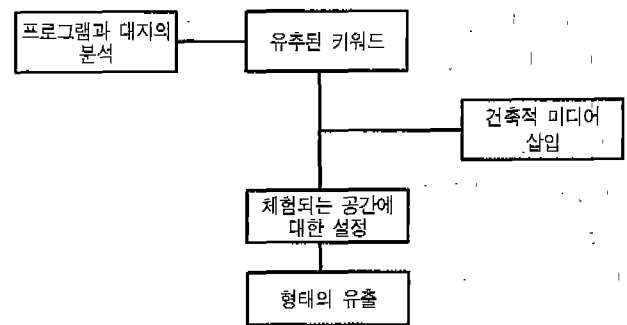 프로그램과 대지의
분석
유추된 키워드
건축적 미디어
삽입
체험되는 공간에
대한 설정
형태의 유출